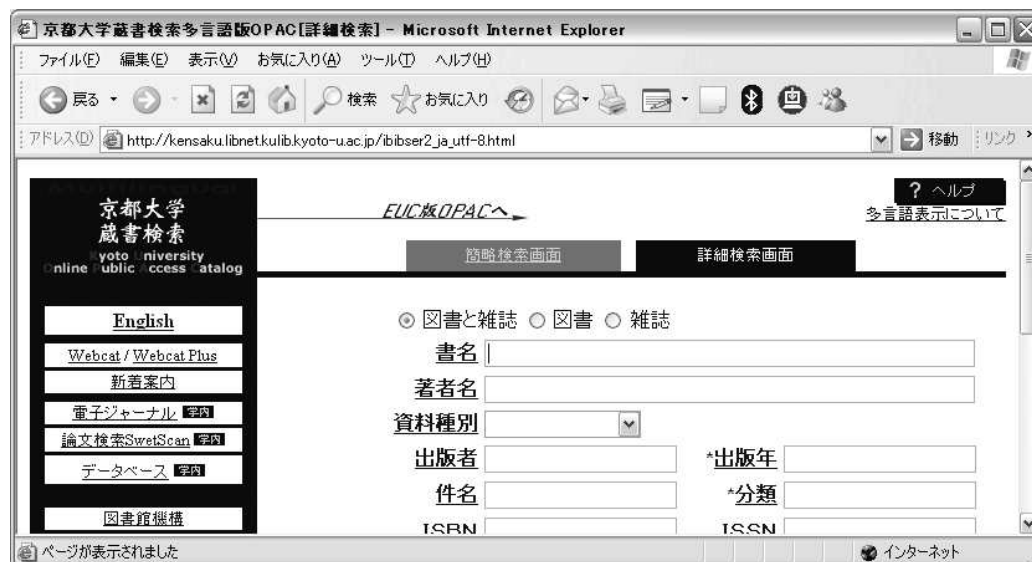 京都大学蔵書検索多言語版OPAC[詳細検索] - Microsoft Internet Explorer
ファイル(F) 編集(E) 表示(V) お気に入り(A) ツール(T) ヘルプ(H)
戻る 検索 お気に入り
アドレス(D) http://kensaku.libnet.kulib.kyoto-u.ac.jp/ibibser2_ja_utf-8.html 移動 リンク
Multilingual
京都大学
蔵書検索
Kyoto University
Online Public Access Catalog
EUC版OPACへ
? ヘルプ
多言語表示について
簡略検索画面 詳細検索画面
English
Webcat / Webcat Plus
新着案内
電子ジャーナル 学内
論文検索SwetScan 学内
データベース 学内
図書館機構
図書と雑誌 図書 雑誌
書名
著者名
資料種別
出版者 *出版年
件名 *分類
ISBN ISSN
ページが表示されました インターネット